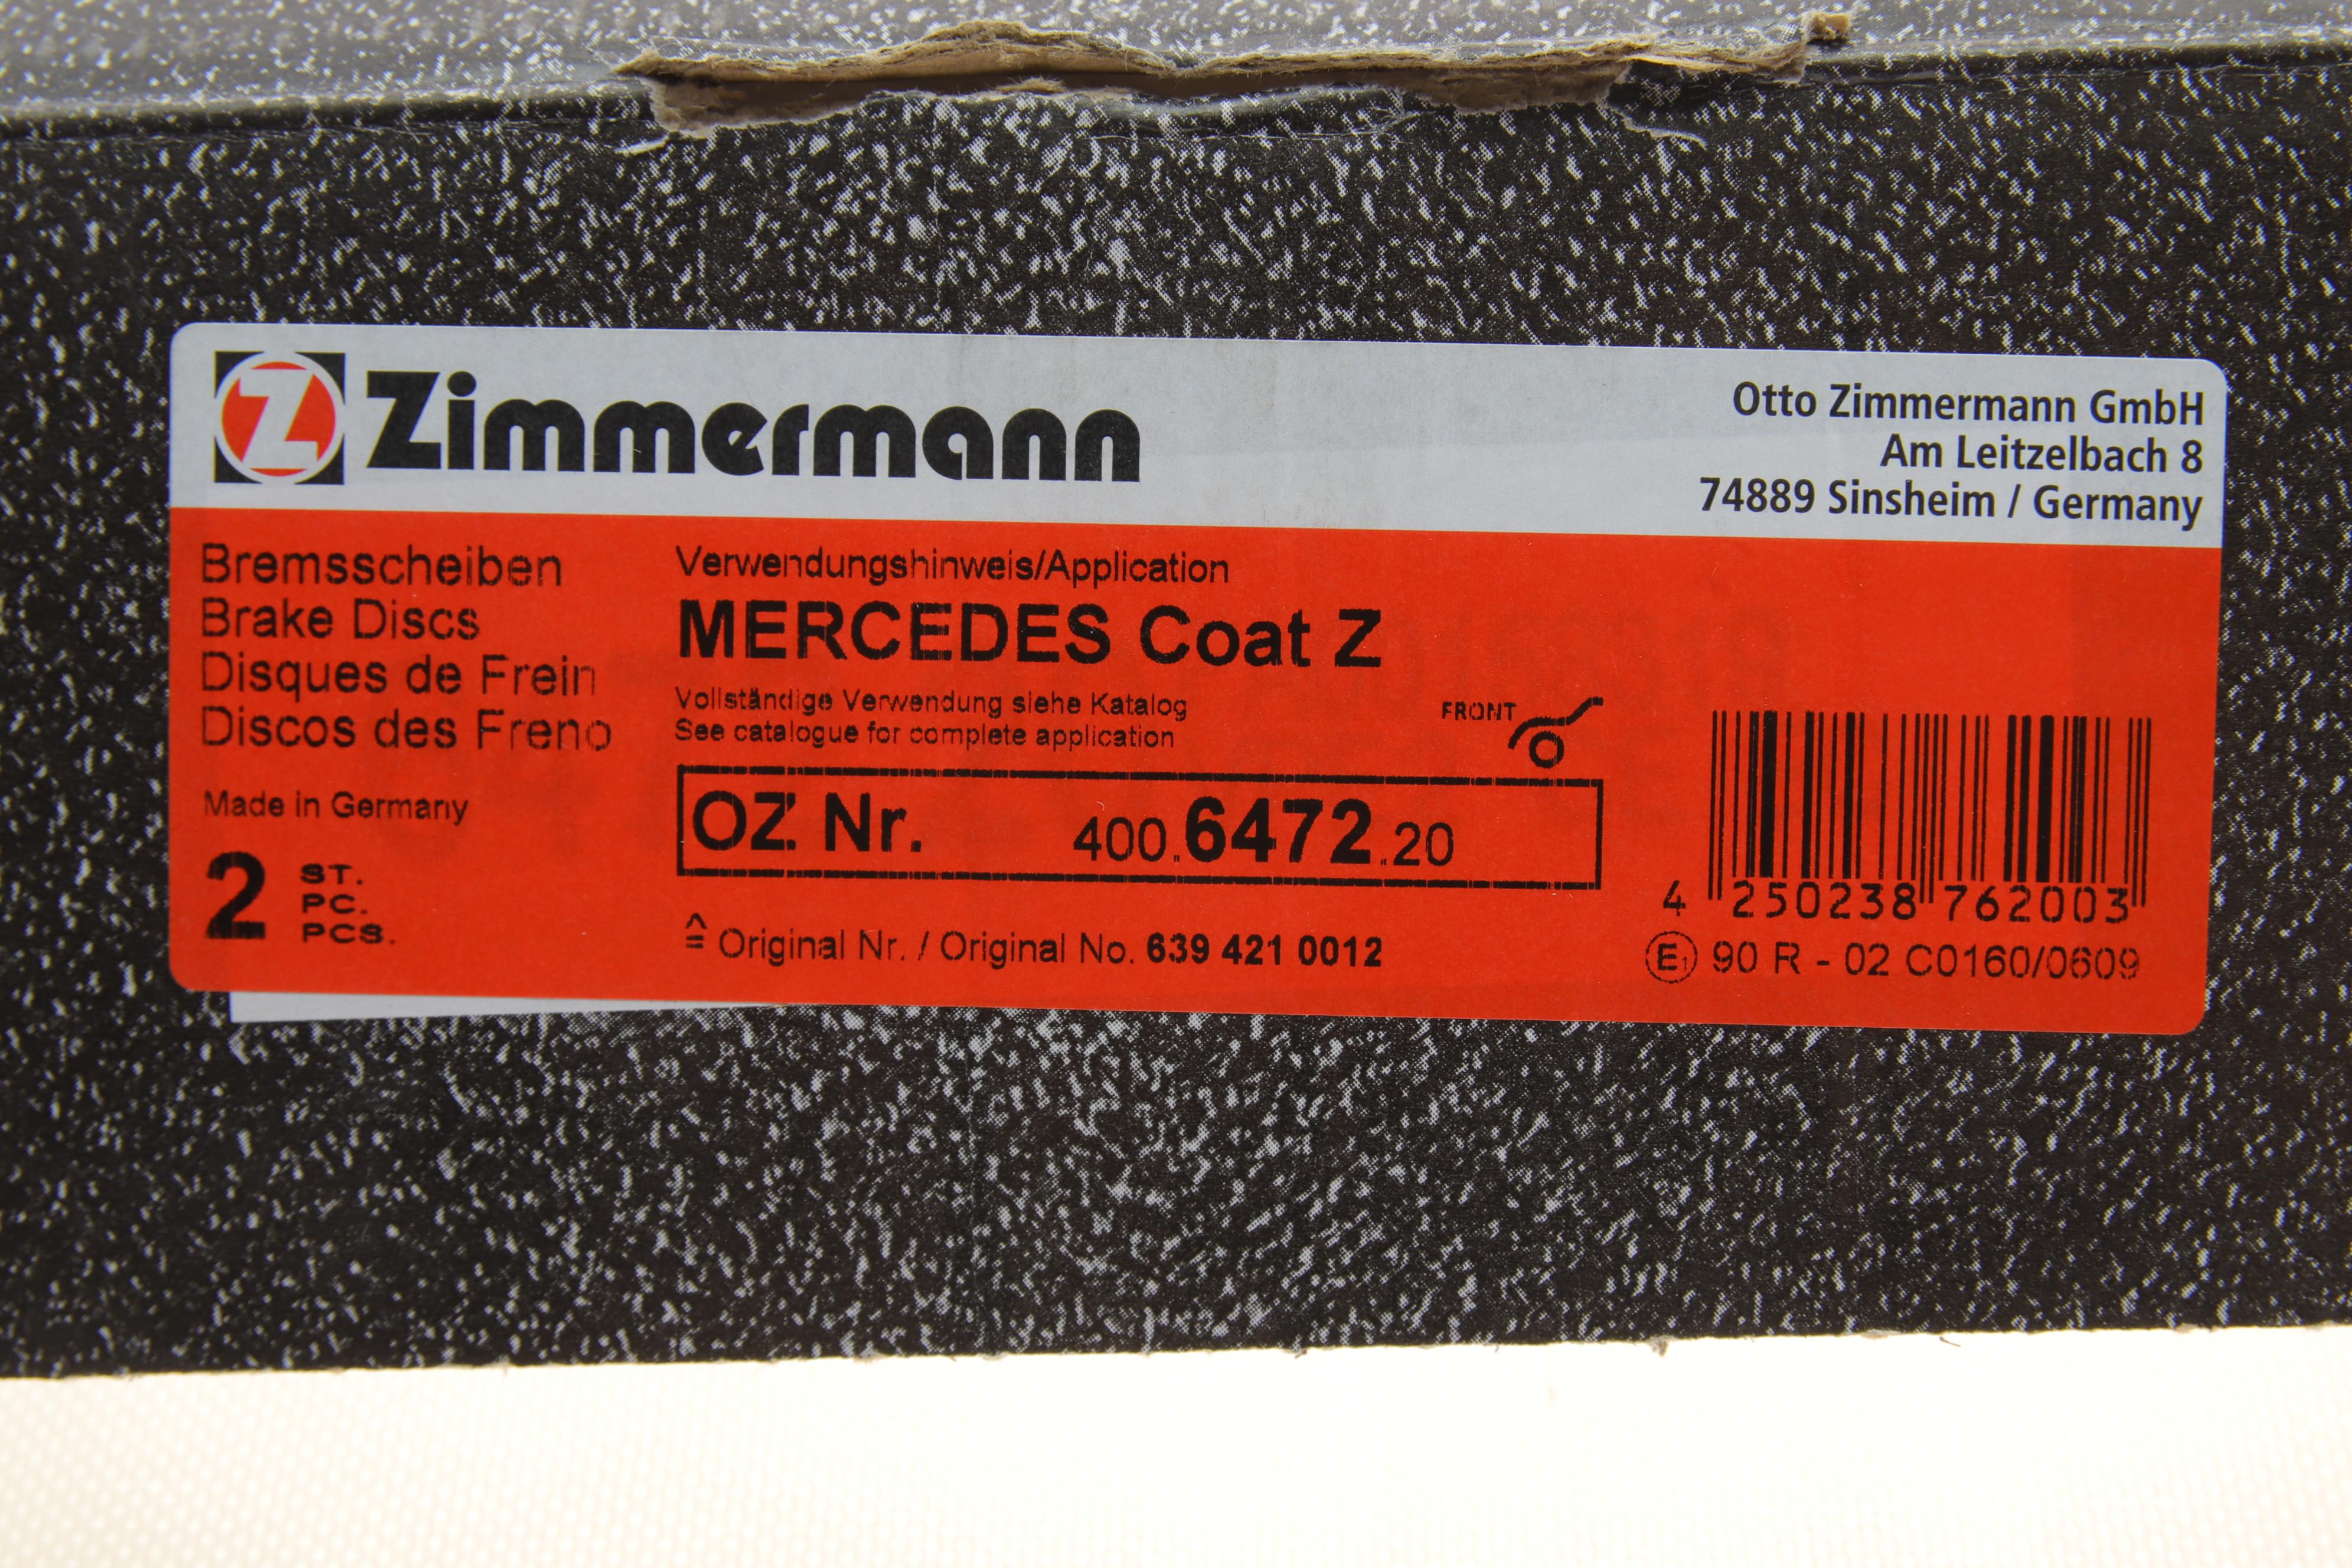 Z Zimmermann
Otto Zimmermann GmbH
Am Leitzelbach 8
74889 Sinsheim / Germany
Bremsscheiben
Brake Discs
Disques de Frein
Discos des Freno
Made in Germany
2 ST.
PC.
PCS.
Verwendungshinweis/Application
MERCEDES Coat Z
Vollständige Verwendung siehe Katalog
See catalogue for complete application
FRONT
OZ. Nr. 400.6472.20
≙ Original Nr. / Original No. 639 421 0012
4 250238 762003
E1 90 R - 02 C0160/0609